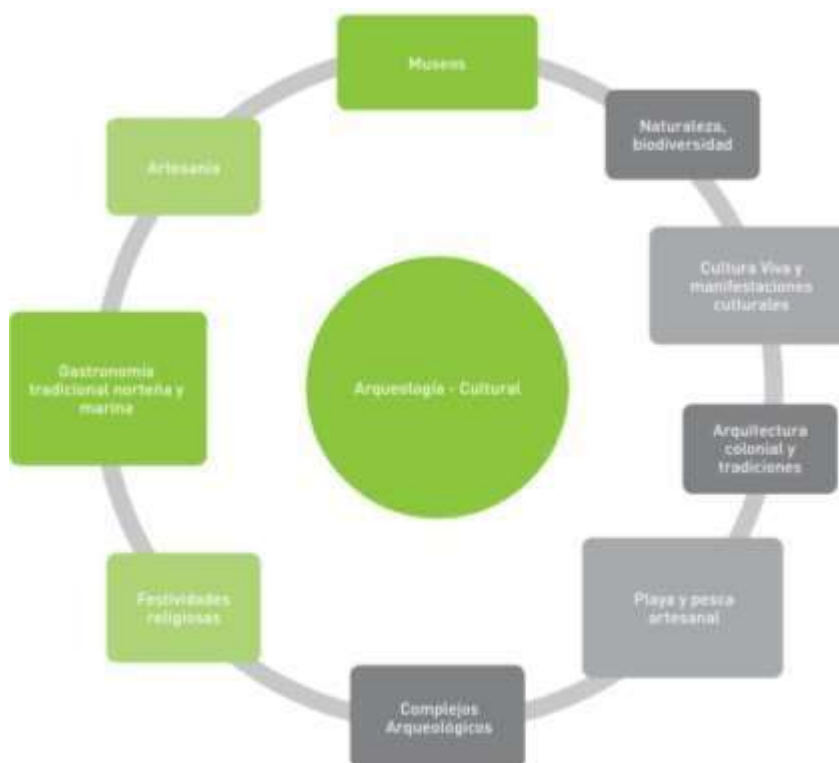 Museos
Naturaleza,
biodiversidad
Cultura Viva y
manifestaciones
culturales
Arquitectura
colonial y
tradiciones
Playa y pesca
artesanal
Complejos
Arqueológicos
Festividades
religiosas
Gastronomía
tradicional norteña y
marina
Artesanía
Arqueología - Cultural